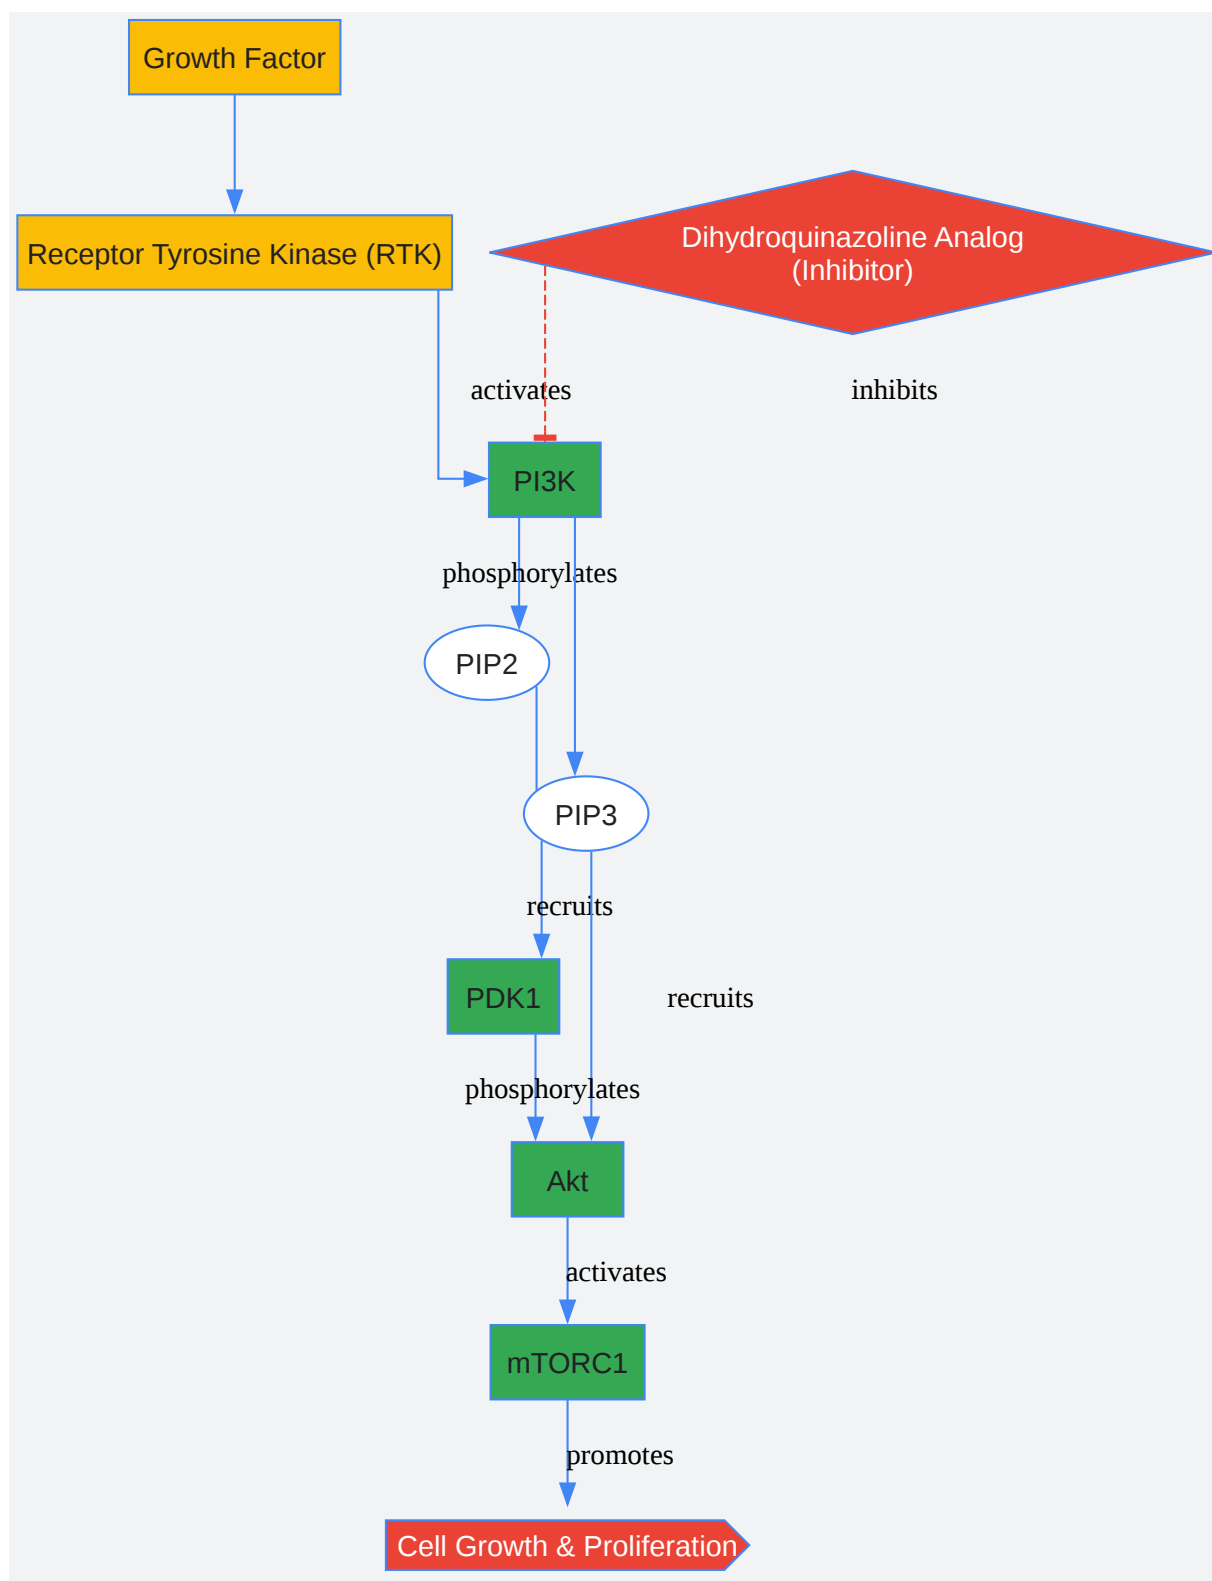 Growth Factor
Receptor Tyrosine Kinase (RTK)
Dihydroquinazoline Analog
(Inhibitor)
activates
inhibits
PI3K
phosphorylates
PIP2
PIP3
recruits
PDK1
recruits
phosphorylates
Akt
activates
mTORC1
promotes
Cell Growth & Proliferation